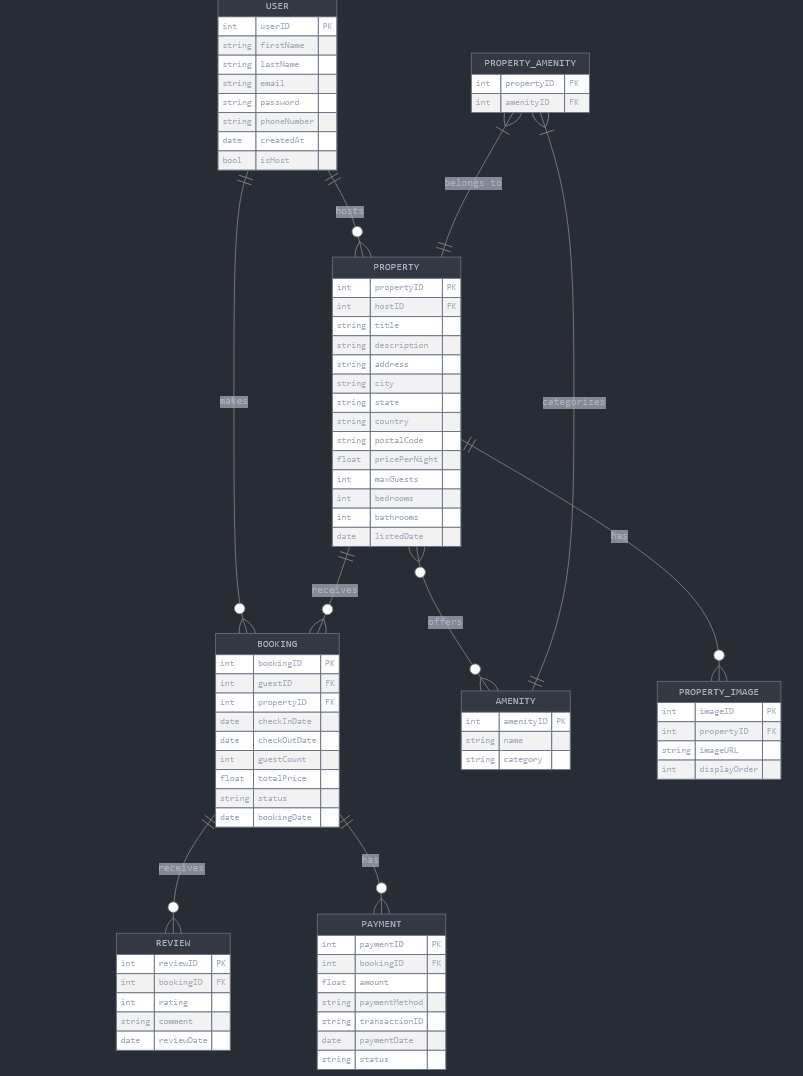 USER
int userID PK
string firstName
string lastName
string email
string password
string phoneNumber
date createdAt
bool isHost
PROPERTY_AMENITY
int propertyID FK
int amenityID FK
belongs to
hosts
PROPERTY
int propertyID PK
int hostID FK
string title
string description
string address
string city
string state
string country
string postalCode
float pricePerNight
int maxGuests
int bedrooms
int bathrooms
date listedDate
makes
categorizes
has
receives
offers
BOOKING
int bookingID PK
int guestID FK
int propertyID FK
date checkInDate
date checkOutDate
int guestCount
float totalPrice
string status
date bookingDate
AMENITY
int amenityID PK
string name
string category
PROPERTY_IMAGE
int imageID PK
int propertyID FK
string imageURL
int displayOrder
receives
has
REVIEW
int reviewID PK
int bookingID FK
int rating
string comment
date reviewDate
PAYMENT
int paymentID PK
int bookingID FK
float amount
string paymentMethod
string transactionID
date paymentDate
string status